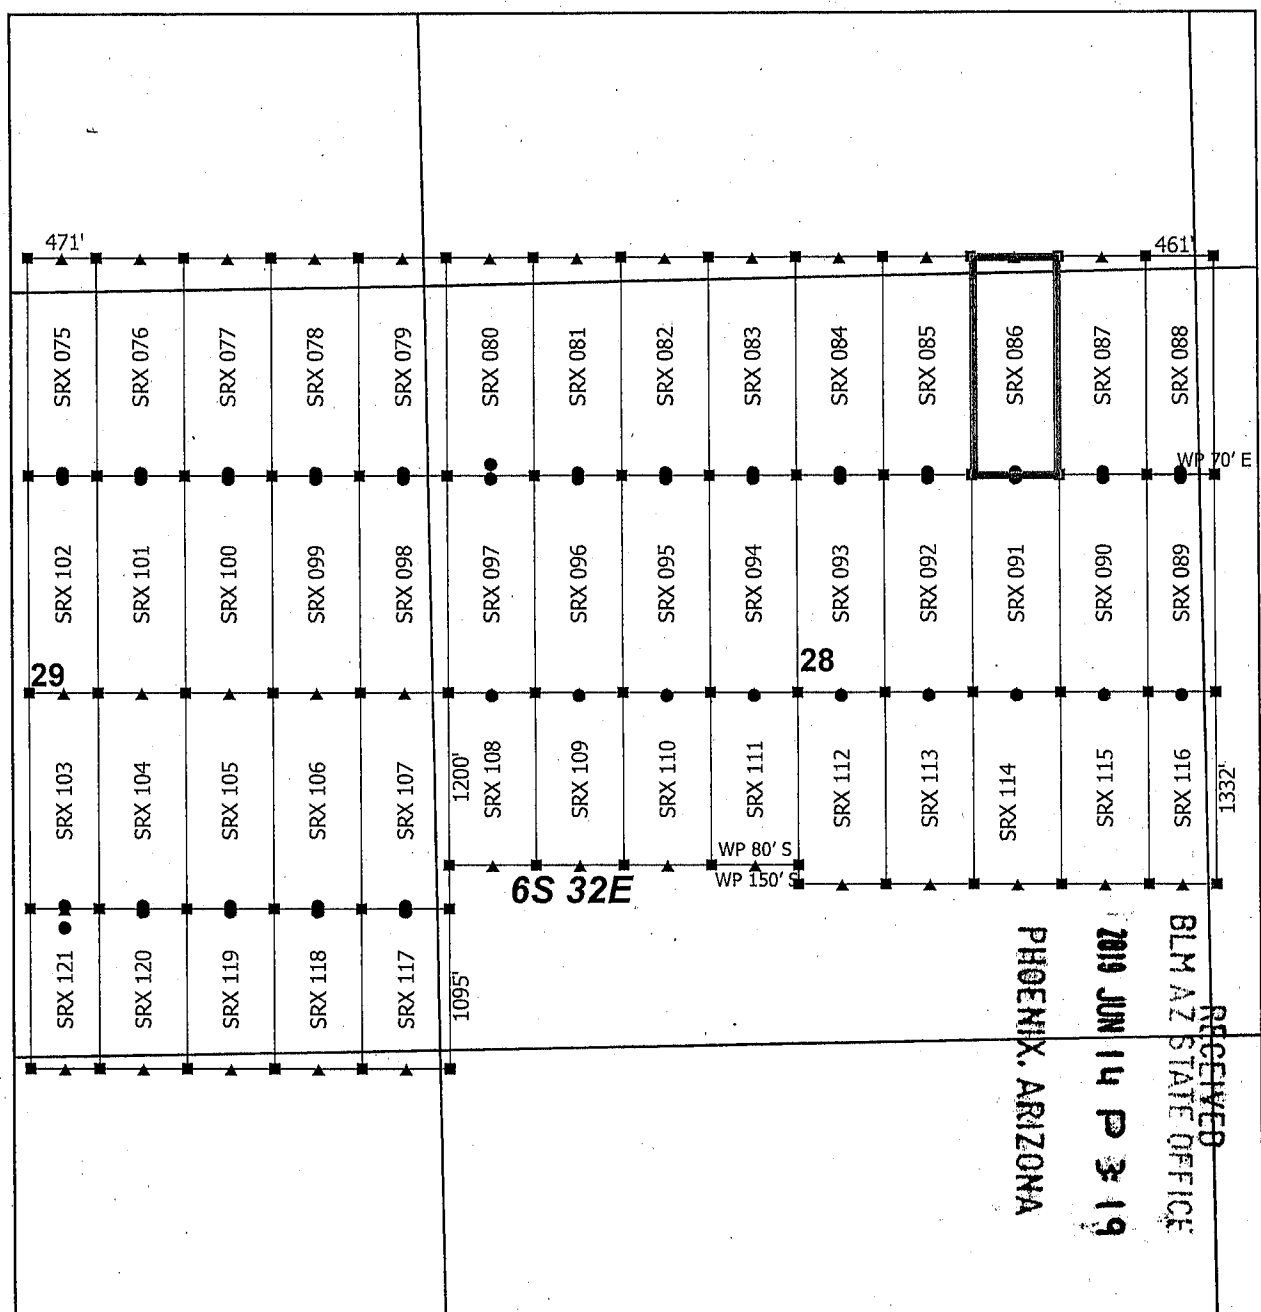 471'
461'
SRX 075
SRX 076
SRX 077
SRX 078
SRX 079
SRX 080
SRX 081
SRX 082
SRX 083
SRX 084
SRX 085
SRX 086
SRX 087
SRX 088
WP 70' E
SRX 102
SRX 101
SRX 100
SRX 099
SRX 098
SRX 097
SRX 096
SRX 095
SRX 094
SRX 093
SRX 092
SRX 091
SRX 090
SRX 089
29
28
SRX 103
SRX 104
SRX 105
SRX 106
SRX 107
1200'
SRX 108
SRX 109
SRX 110
SRX 111
SRX 112
SRX 113
SRX 114
SRX 115
SRX 116
1332'
WP 80' S
WP 150' S
6S 32E
SRX 121
SRX 120
SRX 119
SRX 118
SRX 117
1095'
RECEIVED
BLM AZ STATE OFFICE
2019 JUN 14 P 3:19
PHOENIX, ARIZONA